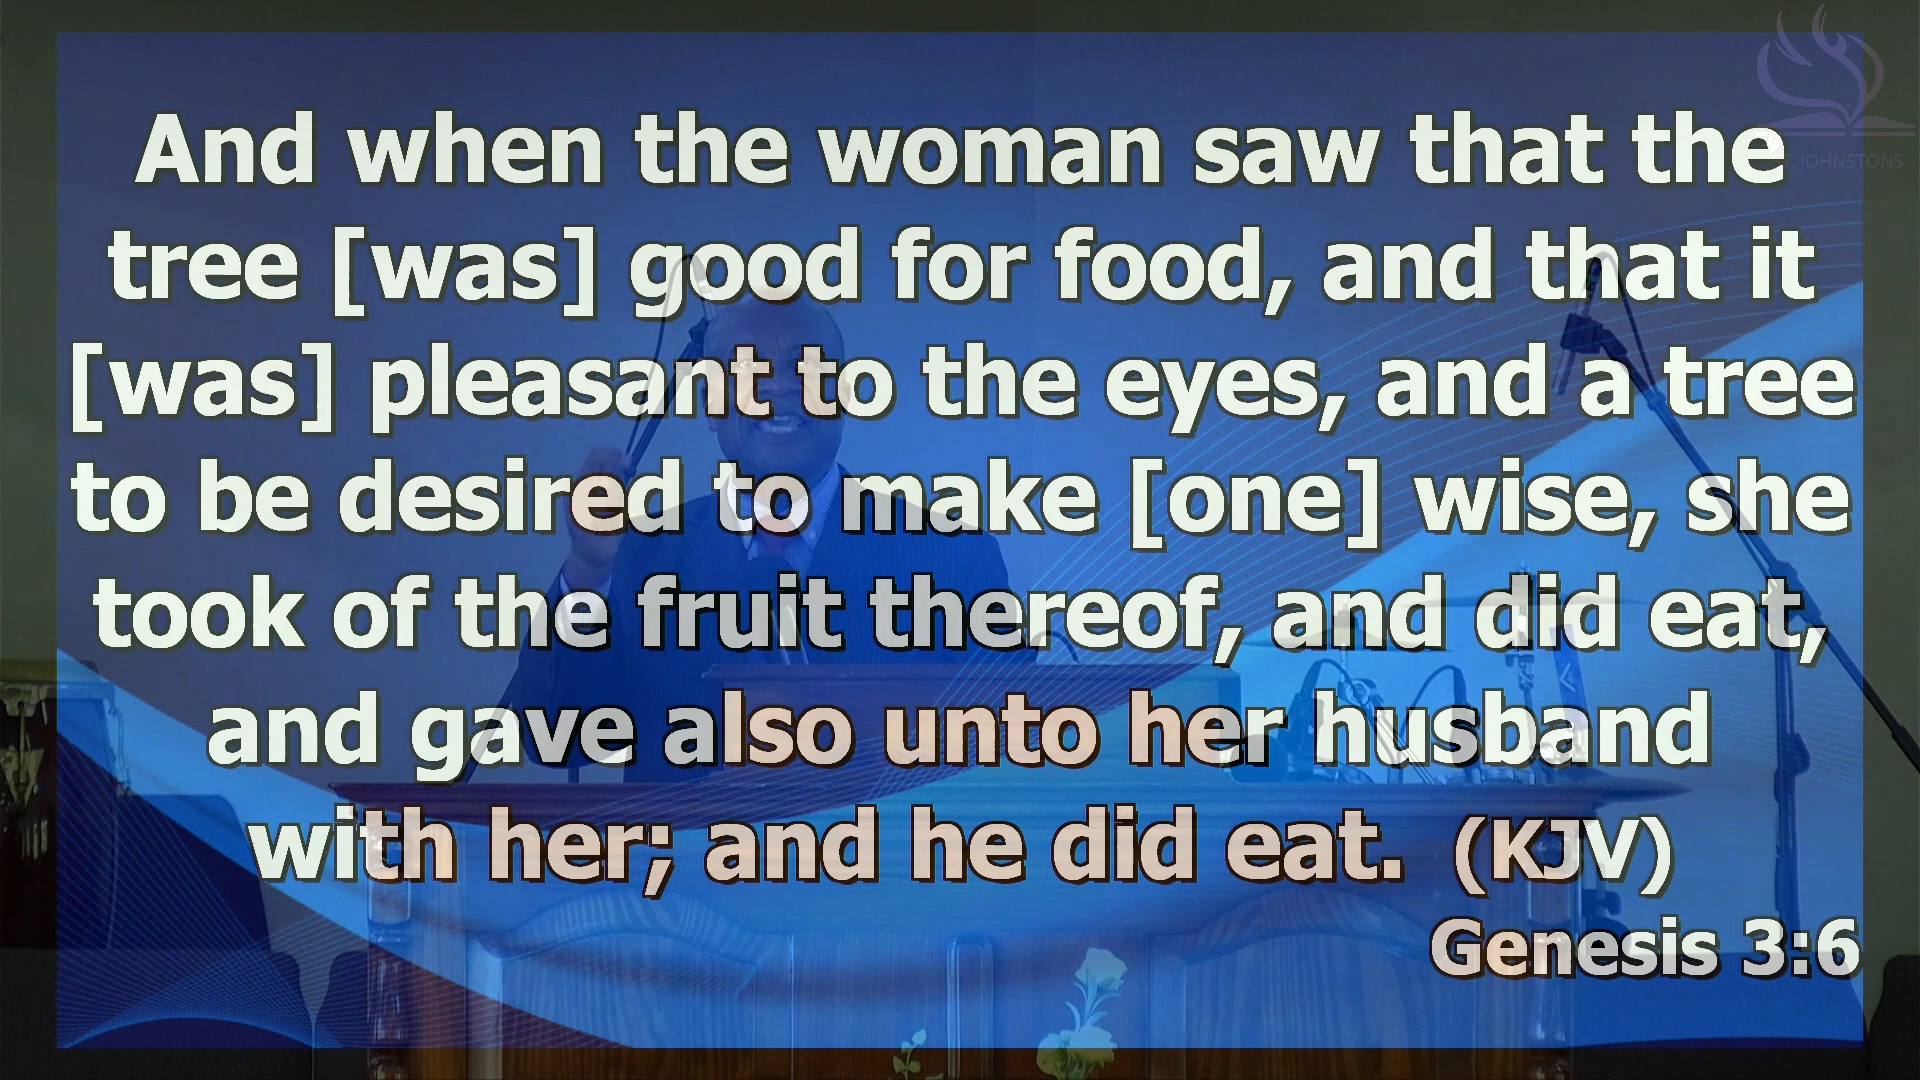 And when the woman saw that the
tree [was] good for food, and that it
[was] pleasant to the eyes, and a tree
to be desired to make [one] wise, she
took of the fruit thereof, and did eat,
and gave also unto her husband
with her; and he did eat. (KJV)
Genesis 3:6
JOHNSTONS